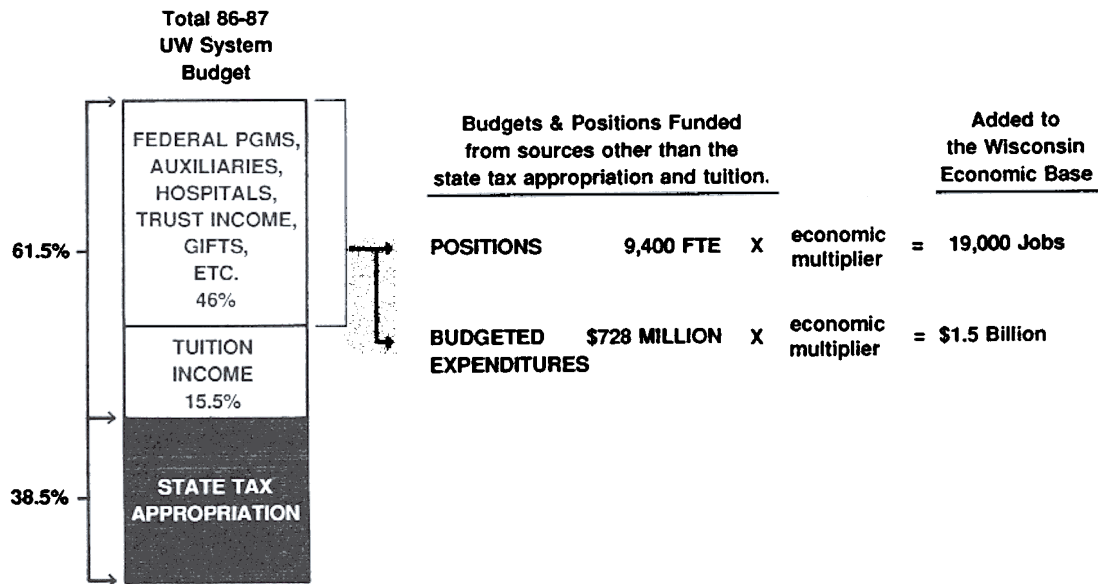 Total 86-87
UW System
Budget
FEDERAL PGMS,
AUXILIARIES,
HOSPITALS,
TRUST INCOME,
GIFTS,
ETC.
46%
TUITION
INCOME
15.5%
STATE TAX
APPROPRIATION
61.5%
38.5%
Budgets & Positions Funded
from sources other than the
state tax appropriation and tuition.
Added to
the Wisconsin
Economic Base
POSITIONS 9,400 FTE X economic multiplier = 19,000 Jobs
BUDGETED EXPENDITURES $728 MILLION X economic multiplier = $1.5 Billion